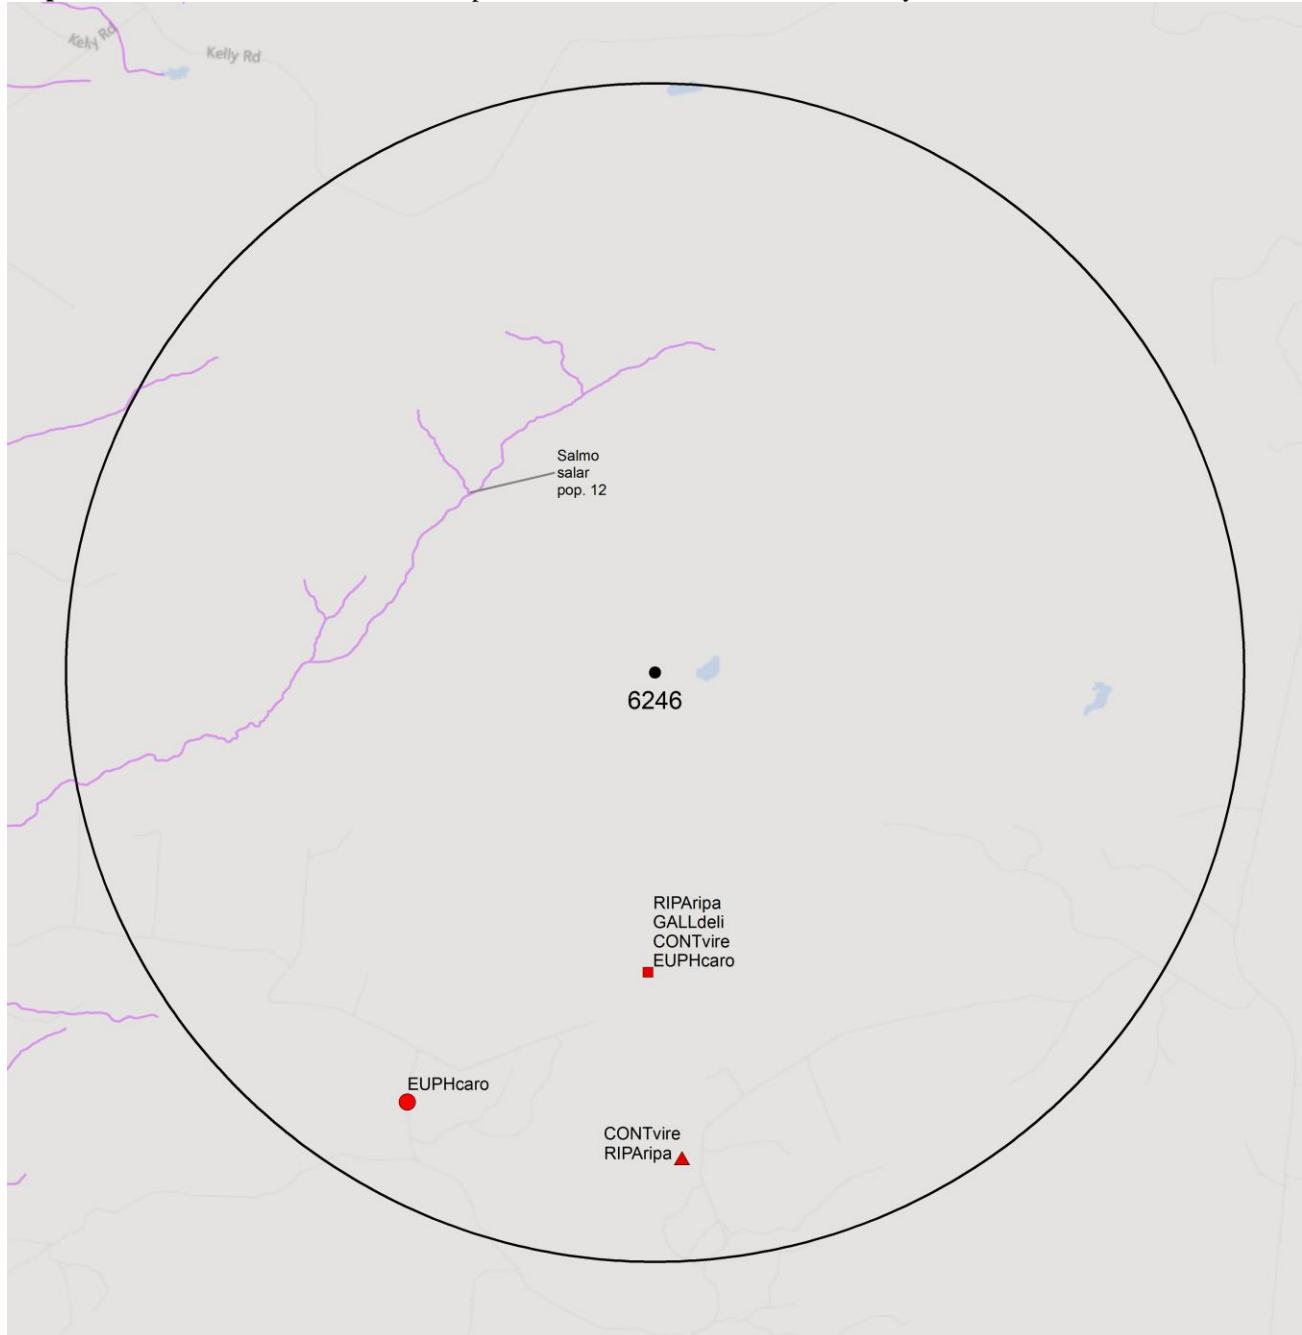 Kelly Rd
Kelly Rd
Salmo
salar
pop. 12
6246
RIPAripa
GALLdeli
CONTvire
EUPHcaro
EUPHcaro
CONTvire
RIPAripa